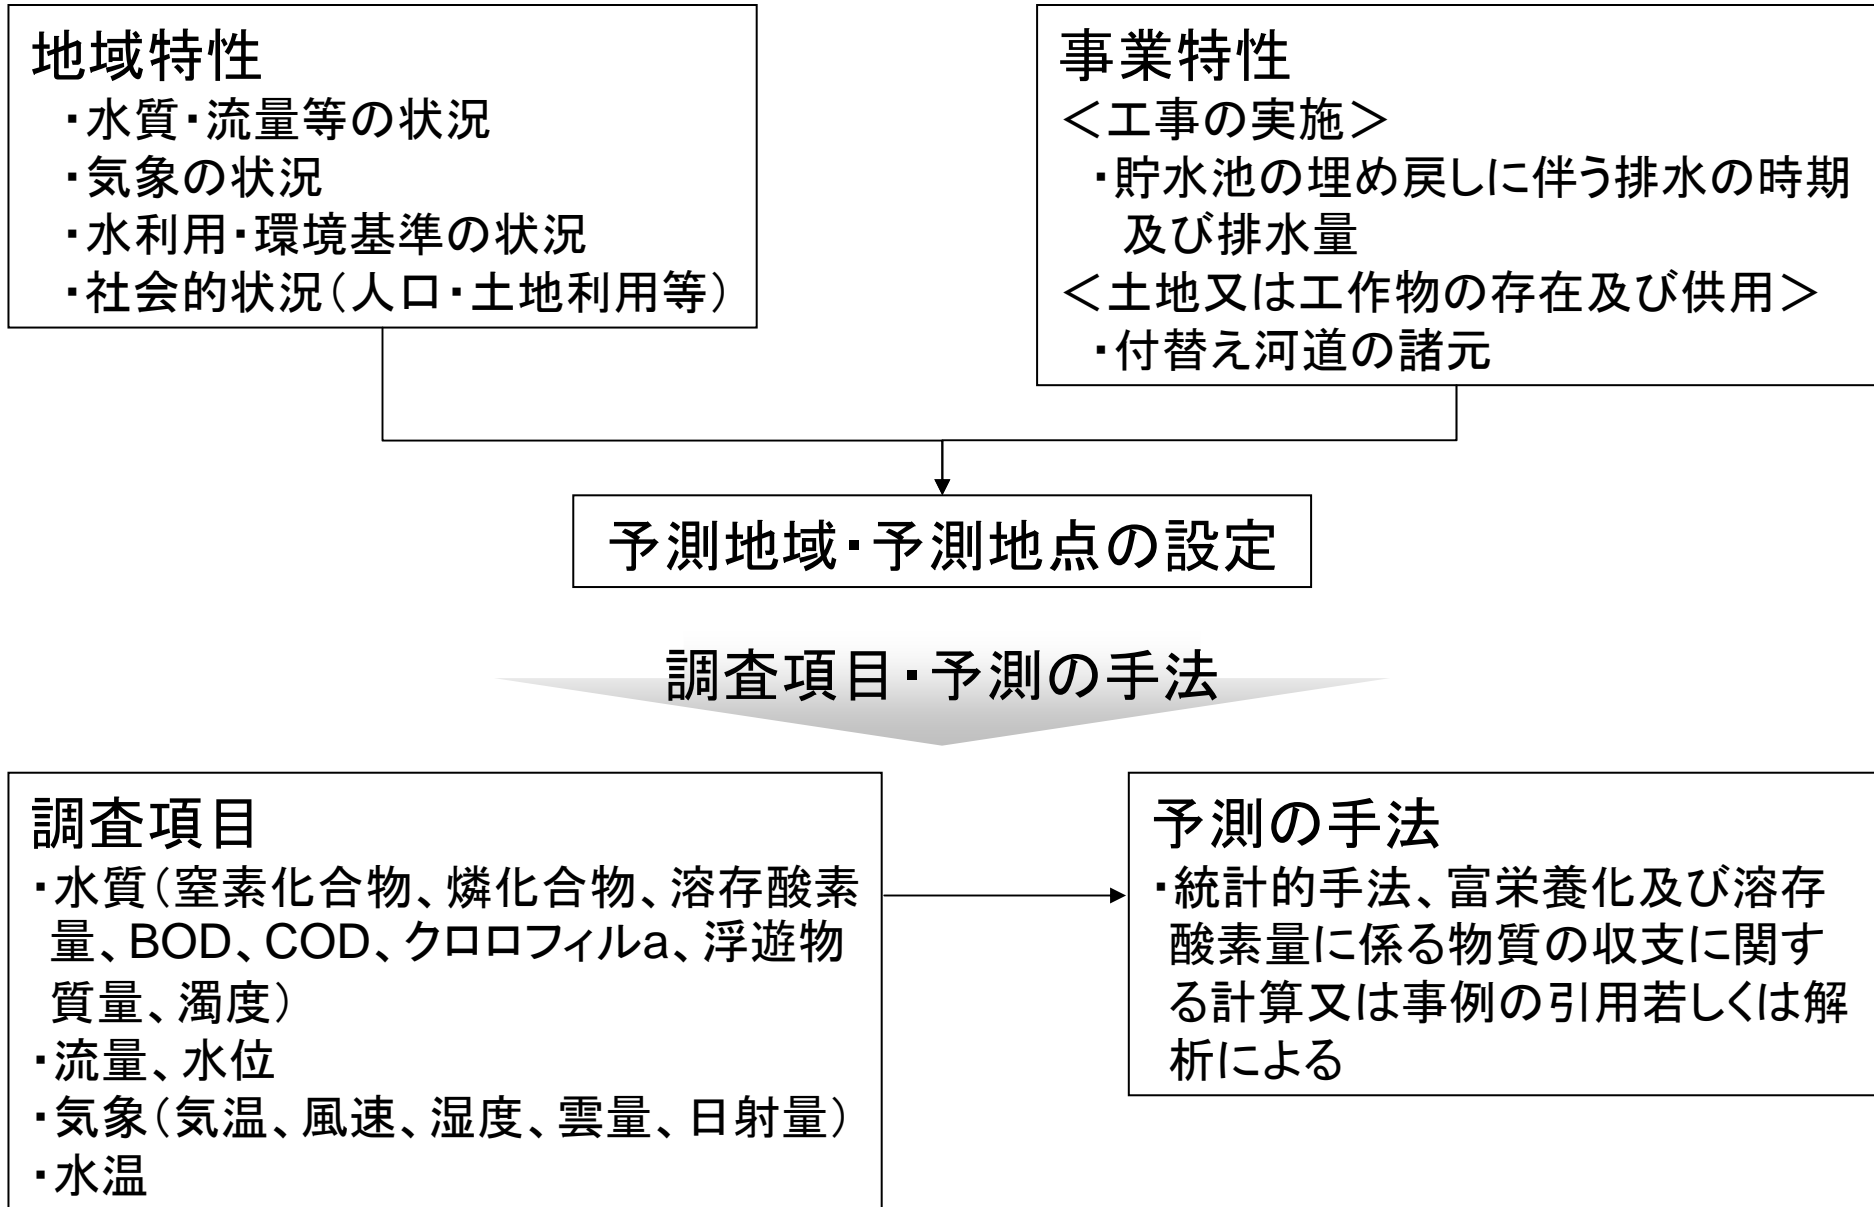 地域特性
・水質・流量等の状況
・気象の状況
・水利用・環境基準の状況
・社会的状況（人口・土地利用等）
事業特性
＜工事の実施＞
・貯水池の埋め戻しに伴う排水の時期
及び排水量
＜土地又は工作物の存在及び供用＞
・付替え河道の諸元
予測地域・予測地点の設定
調査項目・予測の手法
調査項目
・水質（窒素化合物、燐化合物、溶存酸素
量、BOD、COD、クロロフィルa、浮遊物
質量、濁度）
・流量、水位
・気象（気温、風速、湿度、雲量、日射量）
・水温
予測の手法
・統計的手法、富栄養化及び溶存
酸素量に係る物質の収支に関す
る計算又は事例の引用若しくは解
析による